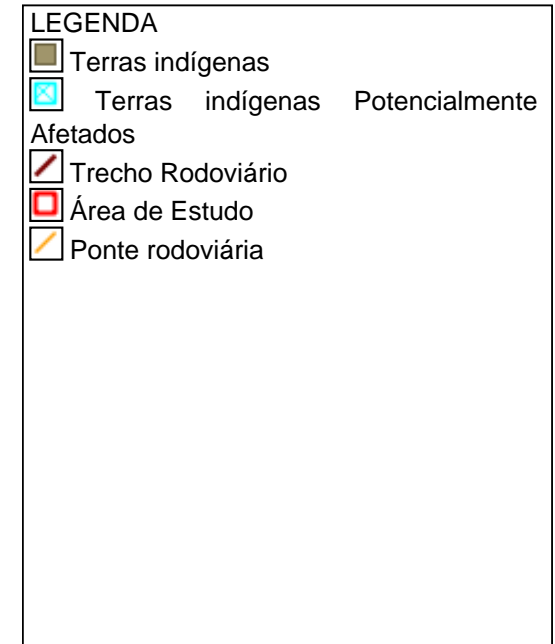 LEGENDA
Terras indígenas
Terras indígenas Potencialmente
Afetados
Trecho Rodoviário
Área de Estudo
Ponte rodoviária